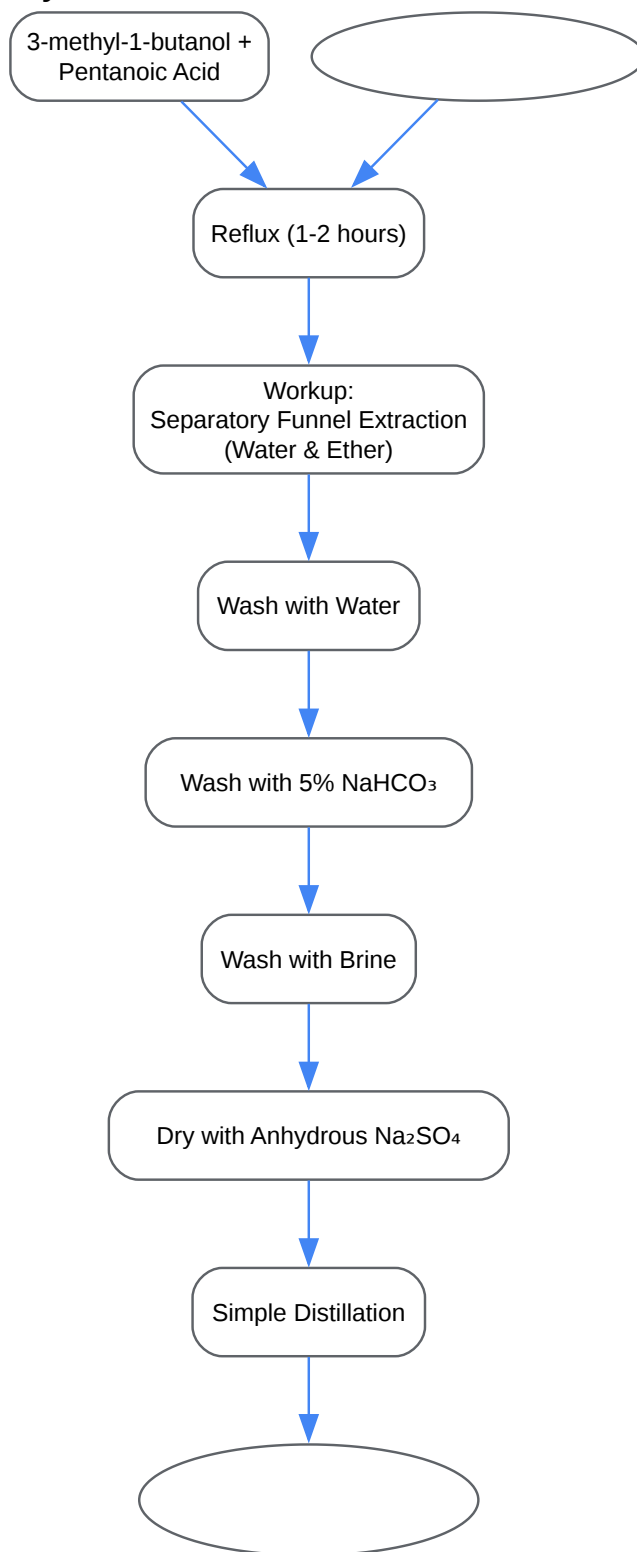 3-methyl-1-butanol +
Pentanoic Acid
Reflux (1-2 hours)
Workup:
Separatory Funnel Extraction
(Water & Ether)
Wash with Water
Wash with 5% NaHCO₃
Wash with Brine
Dry with Anhydrous Na₂SO₄
Simple Distillation